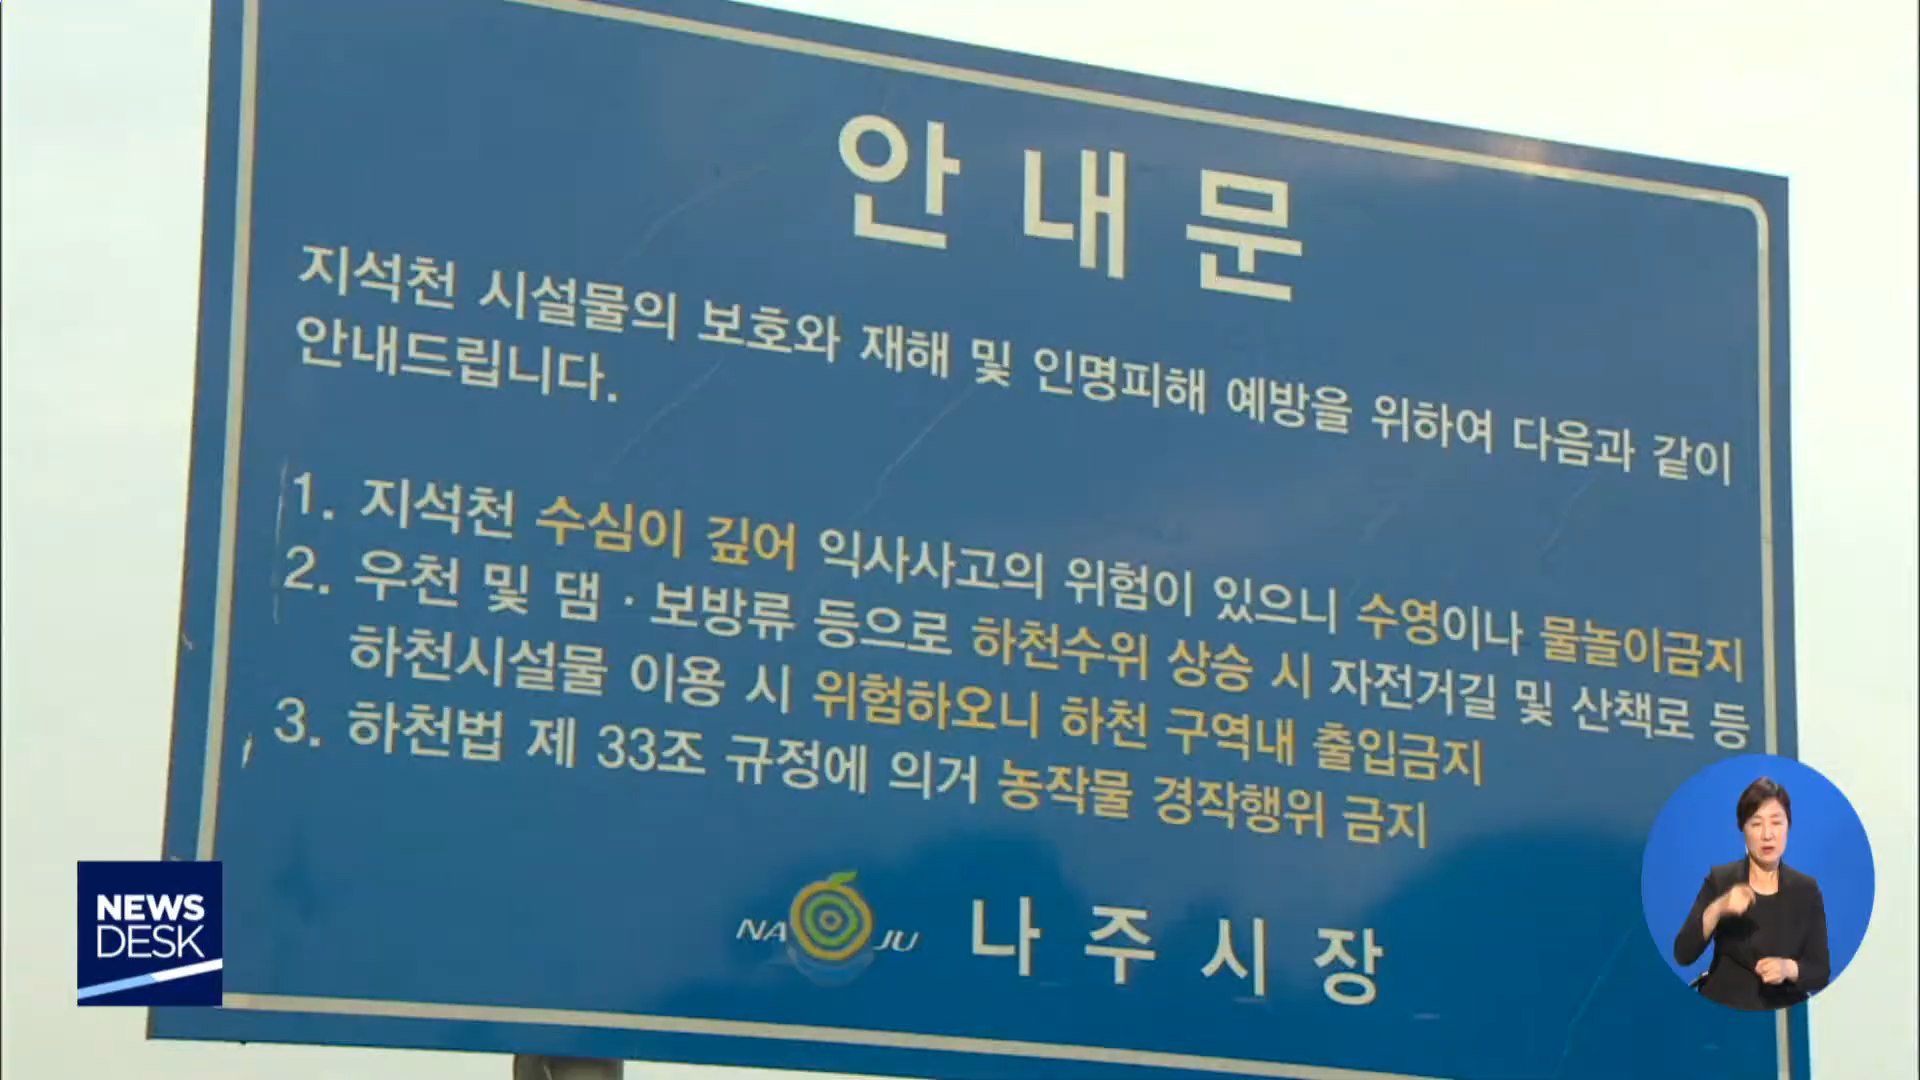 안내문
지석천 시설물의 보호와 재해 및 인명피해 예방을 위하여 다음과 같이
안내드립니다.
1. 지석천 수심이 깊어 익사사고의 위험이 있으니 수영이나 물놀이금지
2. 우천 및 댐·보방류 등으로 하천수위 상승 시 자전거길 및 산책로 등
하천시설물 이용 시 위험하오니 하천 구역내 출입금지
3. 하천법 제 33조 규정에 의거 농작물 경작행위 금지
NA JU 나주시장
NEWS
DESK